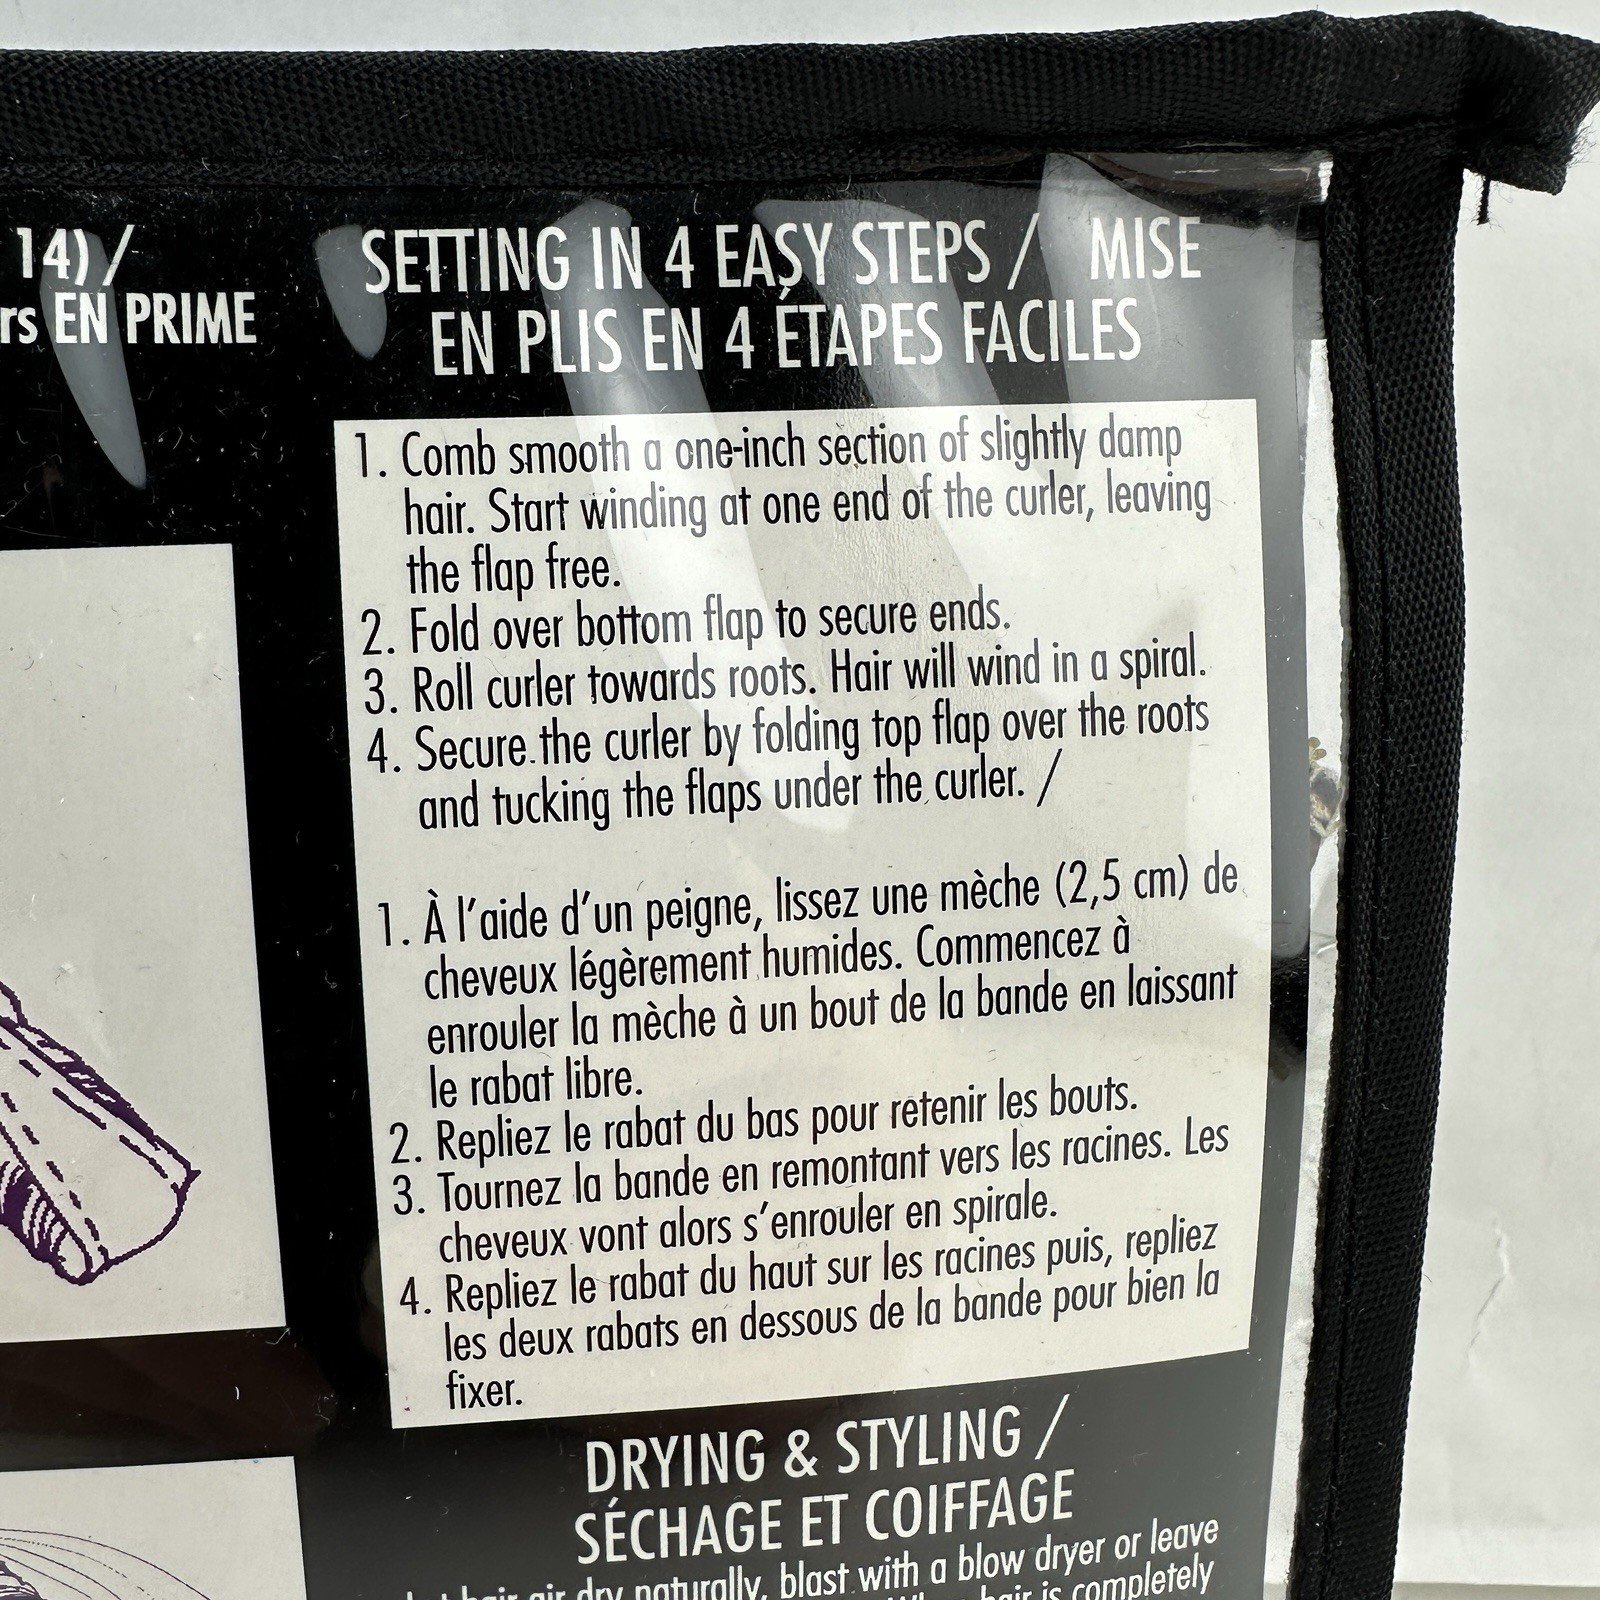 14) /
rs EN PRIME
SETTING IN 4 EASY STEPS / MISE
EN PLIS EN 4 ÉTAPES FACILES
1. Comb smooth a one-inch section of slightly damp
hair. Start winding at one end of the curler, leaving
the flap free.
2. Fold over bottom flap to secure ends.
3. Roll curler towards roots. Hair will wind in a spiral.
4. Secure the curler by folding top flap over the roots
and tucking the flaps under the curler. /
1. À l'aide d'un peigne, lissez une mèche (2,5 cm) de
cheveux légèrement humides. Commencez à
enrouler la mèche à un bout de la bande en laissant
le rabat libre.
2. Repliez le rabat du bas pour retenir les bouts.
3. Tournez la bande en remontant vers les racines. Les
cheveux vont alors s'enrouler en spirale.
4. Repliez le rabat du haut sur les racines puis, repliez
les deux rabats en dessous de la bande pour bien la
fixer.
DRYING & STYLING /
SÉCHAGE ET COIFFAGE
hair air dry naturally, blast with a blow dryer or leave
hair is completely